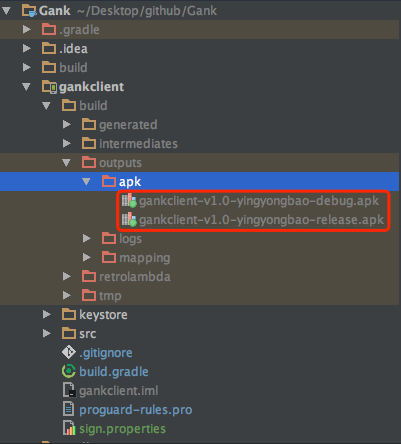 Gank ~/Desktop/github/Gank
.gradle
.idea
build
gankclient
build
generated
intermediates
outputs
apk
gankclient-v1.0-yingyongbao-debug.apk
gankclient-v1.0-yingyongbao-release.apk
logs
mapping
retrolambda
tmp
keystore
src
.gitignore
build.gradle
gankclient.iml
proguard-rules.pro
sign.properties